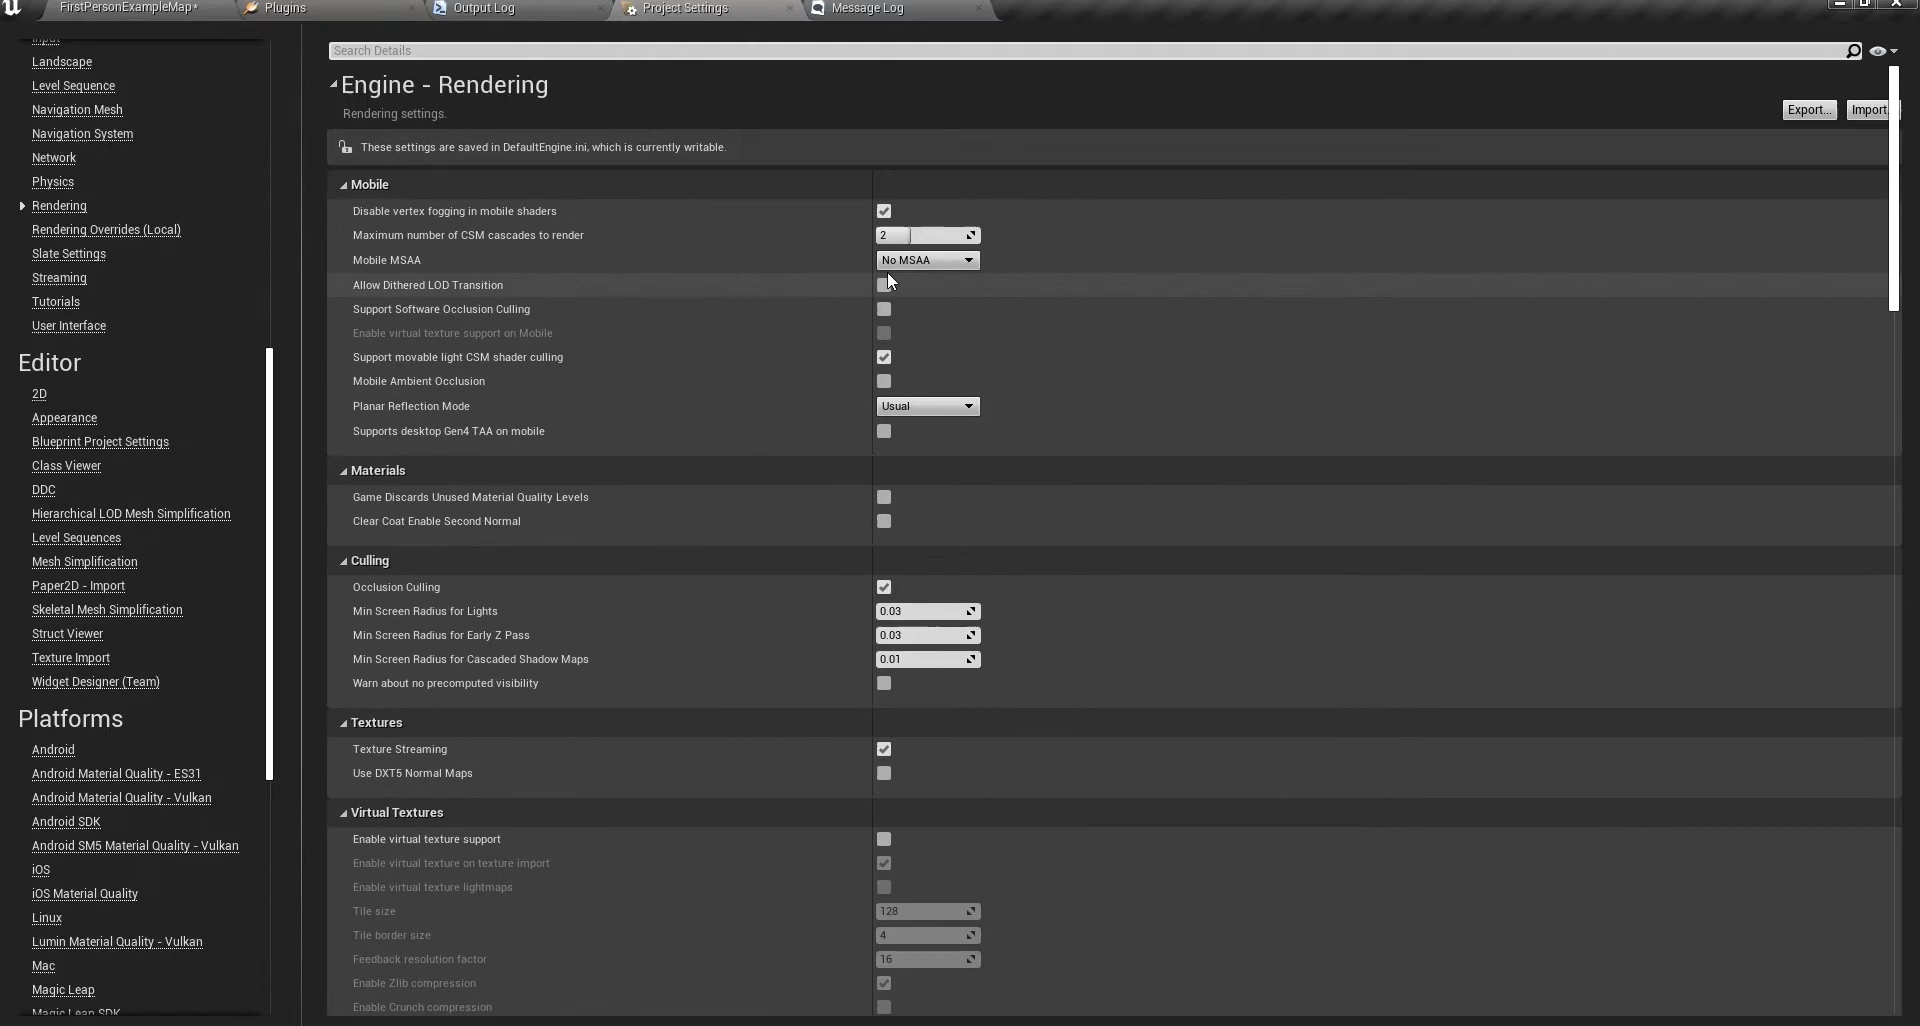 FirstPersonExampleMap*
Plugins
Output Log
Project Settings
Message Log
Input
Landscape
Level Sequence
Navigation Mesh
Navigation System
Network
Physics
Rendering
Rendering Overrides (Local)
Slate Settings
Streaming
Tutorials
User Interface
Editor
2D
Appearance
Blueprint Project Settings
Class Viewer
DDC
Hierarchical LOD Mesh Simplification
Level Sequences
Mesh Simplification
Paper2D - Import
Skeletal Mesh Simplification
Struct Viewer
Texture Import
Widget Designer (Team)
Platforms
Android
Android Material Quality - ES31
Android Material Quality - Vulkan
Android SDK
Android SM5 Material Quality - Vulkan
iOS
iOS Material Quality
Linux
Lumin Material Quality - Vulkan
Mac
Magic Leap
Magic Leap SDK
Search Details
Engine - Rendering
Rendering settings.
Export...
Import
These settings are saved in DefaultEngine.ini, which is currently writable.
Mobile
Disable vertex fogging in mobile shaders
Maximum number of CSM cascades to render 2
Mobile MSAA No MSAA
Allow Dithered LOD Transition
Support Software Occlusion Culling
Enable virtual texture support on Mobile
Support movable light CSM shader culling
Mobile Ambient Occlusion
Planar Reflection Mode Usual
Supports desktop Gen4 TAA on mobile
Materials
Game Discards Unused Material Quality Levels
Clear Coat Enable Second Normal
Culling
Occlusion Culling
Min Screen Radius for Lights 0.03
Min Screen Radius for Early Z Pass 0.03
Min Screen Radius for Cascaded Shadow Maps 0.01
Warn about no precomputed visibility
Textures
Texture Streaming
Use DXT5 Normal Maps
Virtual Textures
Enable virtual texture support
Enable virtual texture on texture import
Enable virtual texture lightmaps
Tile size 128
Tile border size 4
Feedback resolution factor 16
Enable Zlib compression
Enable Crunch compression